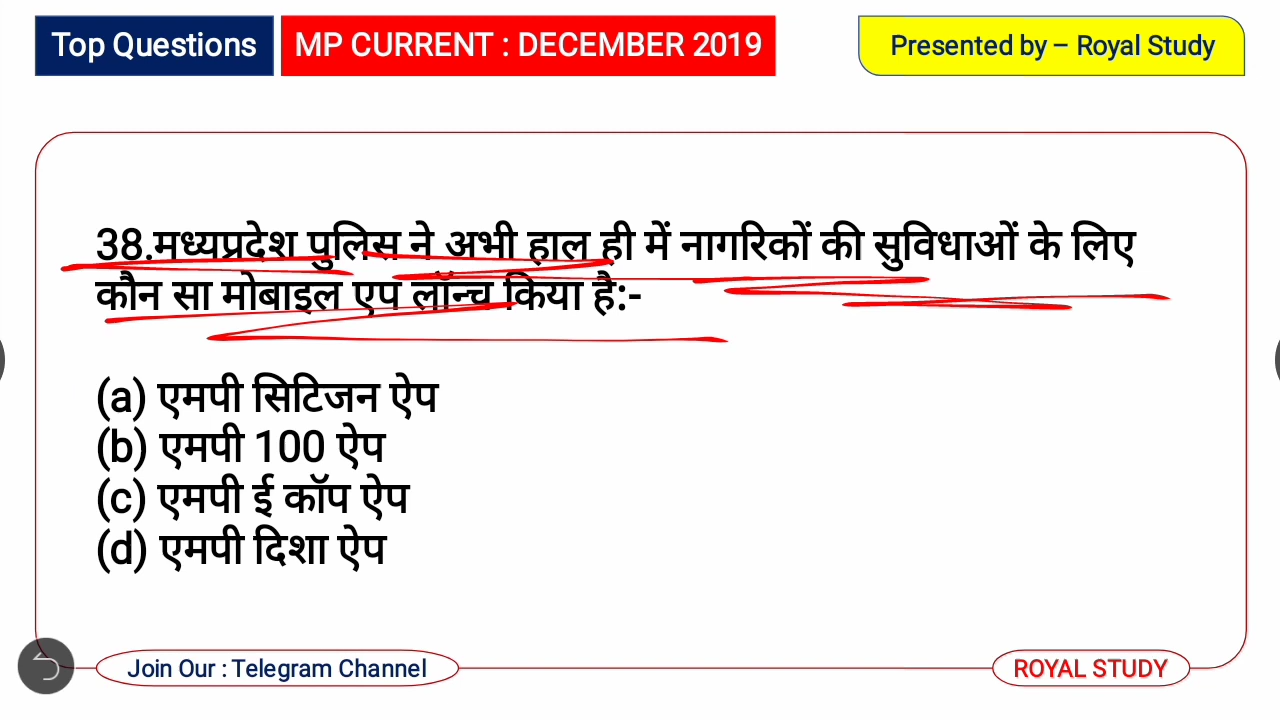 Top Questions
MP CURRENT : DECEMBER 2019
Presented by – Royal Study
38.मध्यप्रदेश पुलिस ने अभी हाल ही में नागरिकों की सुविधाओं के लिए
कौन सा मोबाइल एप लॉन्च किया है:-
(a) एमपी सिटिजन ऐप
(b) एमपी 100 ऐप
(c) एमपी ई कॉप ऐप
(d) एमपी दिशा ऐप
Join Our : Telegram Channel
ROYAL STUDY